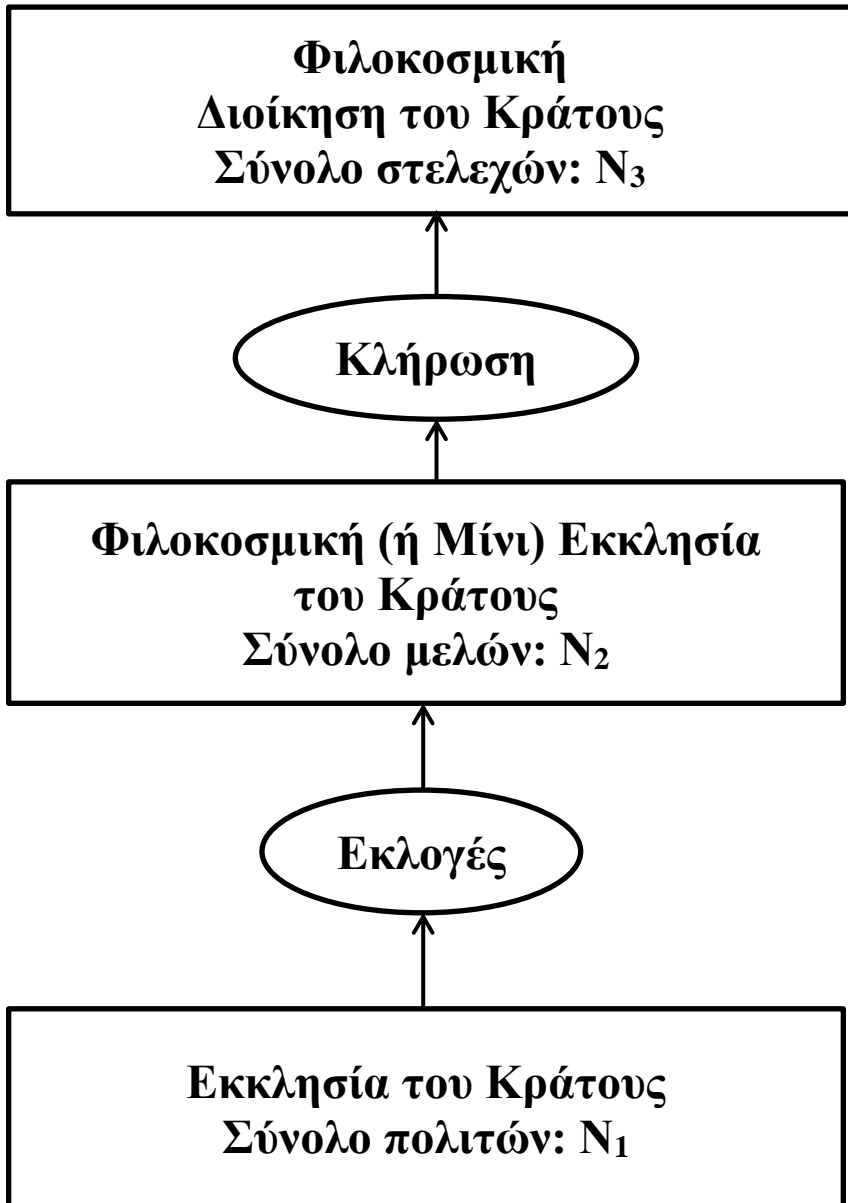 Φιλοκοσμική
Διοίκηση του Κράτους
Σύνολο στελεχών: N₃
Κλήρωση
Φιλοκοσμική (ή Μίνι) Εκκλησία
του Κράτους
Σύνολο μελών: N₂
Εκλογές
Εκκλησία του Κράτους
Σύνολο πολιτών: N₁